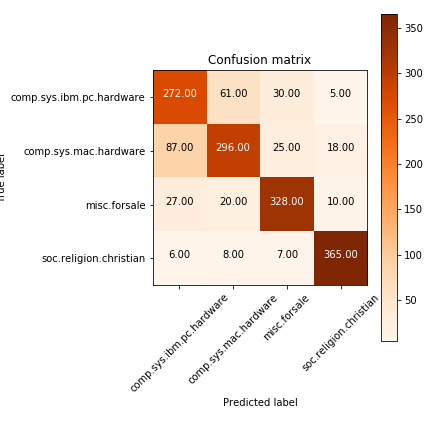 Confusion matrix
comp.sys.ibm.pc.hardware 272.00 61.00 30.00 5.00
comp.sys.mac.hardware 87.00 296.00 25.00 18.00
misc.forsale 27.00 20.00 328.00 10.00
soc.religion.christian 6.00 8.00 7.00 365.00
comp.sys.ibm.pc.hardware
comp.sys.mac.hardware
misc.forsale
soc.religion.christian
Predicted label
label
350
300
250
200
150
100
50